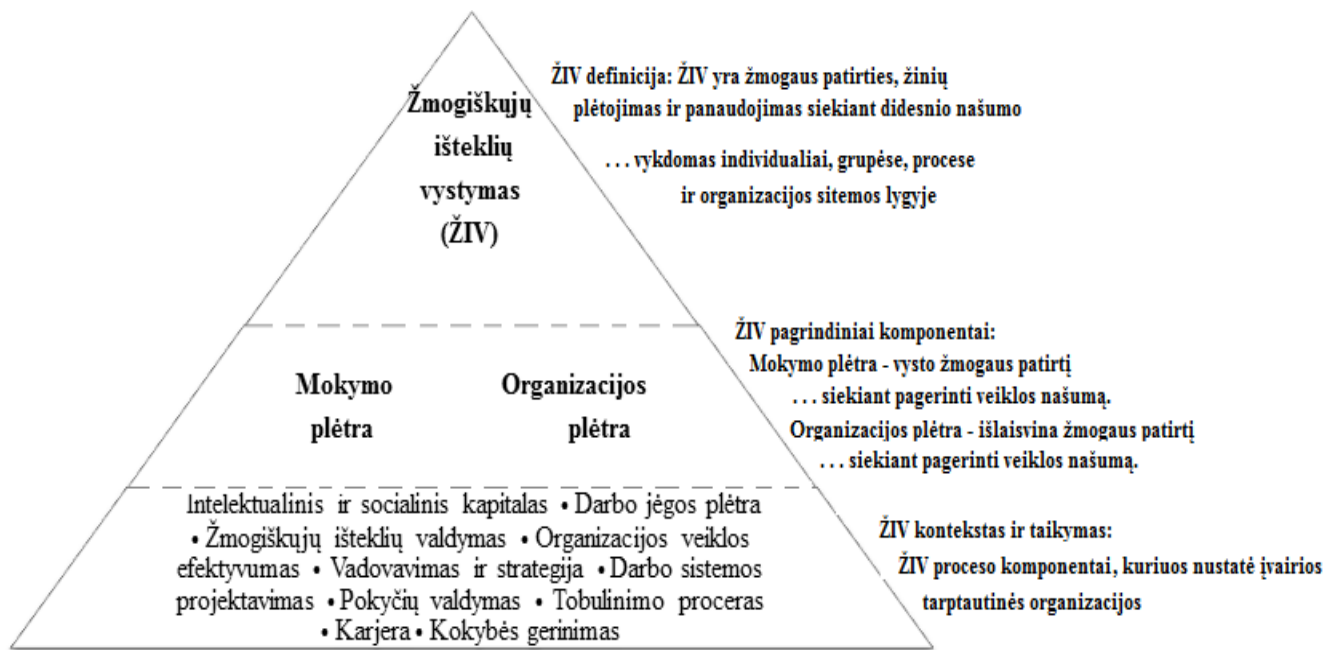 Žmogiškųjų
išteklių
vystymas
(ŽIV)
ŽIV definicija: ŽIV yra žmogaus patirties, žinių
plėtojimas ir panaudojimas siekiant didesnio našumo
. . . vykdomas individualiai, grupėse, procese
ir organizacijos sitemos lygyje
Mokymo
plėtra
Organizacijos
plėtra
ŽIV pagrindiniai komponentai:
Mokymo plėtra - vysto žmogaus patirtį
. . . siekiant pagerinti veiklos našumą.
Organizacijos plėtra - išlaisvina žmogaus patirtį
. . . siekiant pagerinti veiklos našumą.
Intelektualinis ir socialinis kapitalas • Darbo jėgos plėtra
• Žmogiškųjų išteklių valdymas • Organizacijos veiklos
efektyvumas • Vadovavimas ir strategija • Darbo sistemos
projektavimas • Pokyčių valdymas • Tobulinimo proceras
• Karjera • Kokybės gerinimas
ŽIV kontekstas ir taikymas:
ŽIV proceso komponentai, kuriuos nustatė įvairios
tarptautinės organizacijos